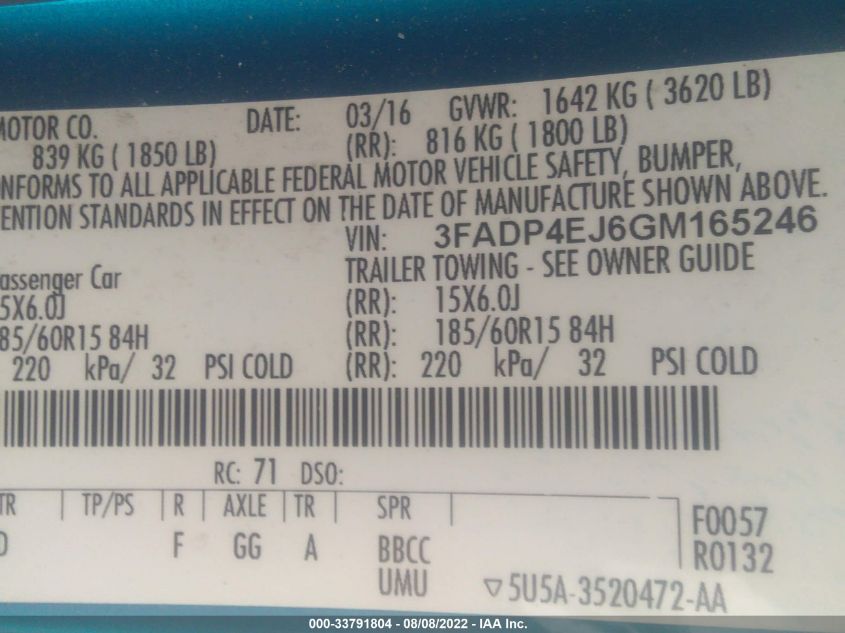 MOTOR CO. DATE: 03/16 GVWR: 1642 KG ( 3620 LB)
839 KG ( 1850 LB) (RR): 816 KG ( 1800 LB)
NFORMS TO ALL APPLICABLE FEDERAL MOTOR VEHICLE SAFETY, BUMPER,
ENTION STANDARDS IN EFFECT ON THE DATE OF MANUFACTURE SHOWN ABOVE.
VIN: 3FADP4EJ6GM165246
assenger Car TRAILER TOWING - SEE OWNER GUIDE
5X6.0J (RR): 15X6.0J
85/60R15 84H (RR): 185/60R15 84H
220 kPa/ 32 PSI COLD (RR): 220 kPa/ 32 PSI COLD
RC: 71 DSO:
TR TP/PS R AXLE TR SPR F0057
F GG A BBCC R0132
UMU 5U5A-3520472-AA
000-33791804 - 08/08/2022 - IAA Inc.